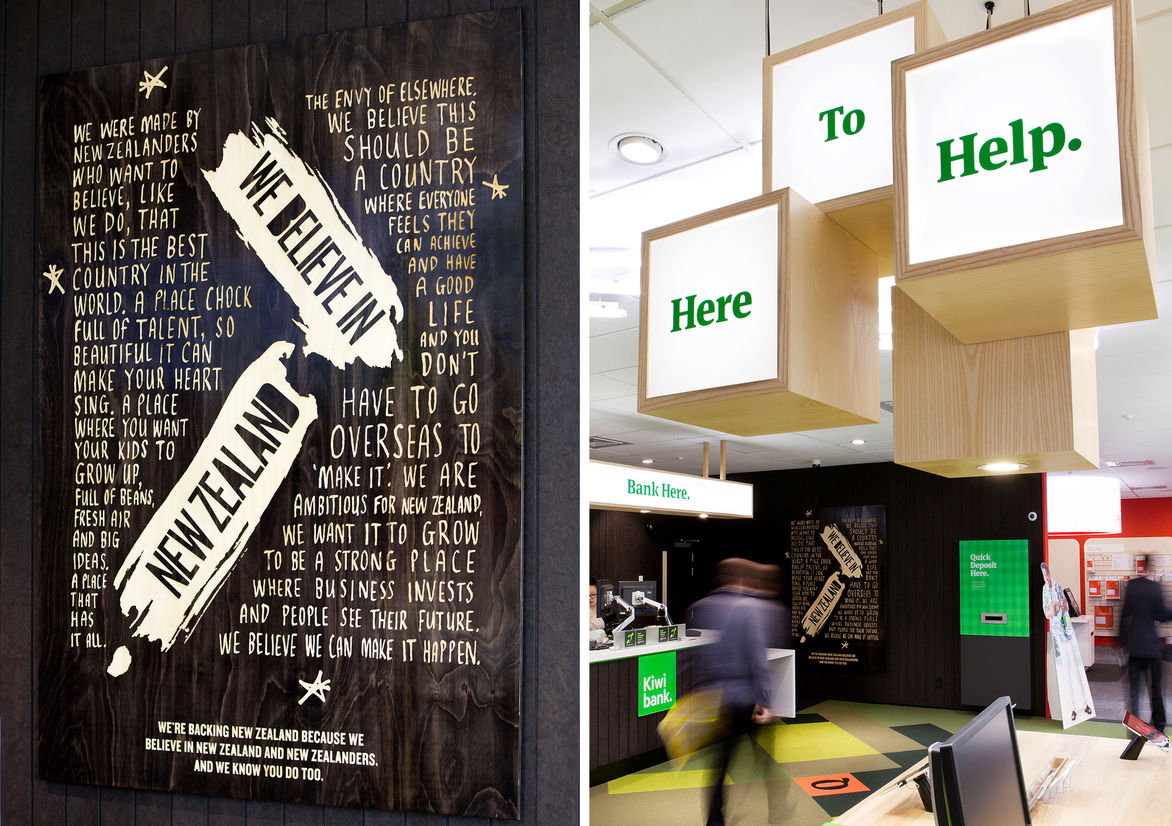 WE WERE MADE BY
NEW ZEALANDERS
WHO WANT TO
BELIEVE, LIKE
WE DO, THAT
THIS IS THE BEST
COUNTRY IN THE
WORLD. A PLACE CHOCK
FULL OF TALENT, SO
BEAUTIFUL IT CAN
MAKE YOUR HEART
SING. A PLACE
WHERE YOU WANT
YOUR KIDS TO
GROW UP,
FULL OF BEANS,
FRESH AIR
AND BIG
IDEAS.
A PLACE
THAT
HAS
IT ALL.
WE BELIEVE IN
NEW ZEALAND
THE ENVY OF ELSEWHERE.
WE BELIEVE THIS
SHOULD BE
A COUNTRY
WHERE EVERYONE
FEELS THEY
CAN ACHIEVE
AND HAVE
A GOOD
LIFE
AND YOU
DON'T
HAVE TO GO
OVERSEAS TO
'MAKE IT'. WE ARE
AMBITIOUS FOR NEW ZEALAND,
WE WANT IT TO GROW
TO BE A STRONG PLACE
WHERE BUSINESS INVESTS
AND PEOPLE SEE THEIR FUTURE.
WE BELIEVE WE CAN MAKE IT HAPPEN.
WE'RE BACKING NEW ZEALAND BECAUSE WE
BELIEVE IN NEW ZEALAND AND NEW ZEALANDERS.
AND WE KNOW YOU DO TOO.
Here
To
Help.
Bank Here.
Quick
Deposit
Here.
Kiwi
bank.
WE BELIEVE IN
NEW ZEALAND